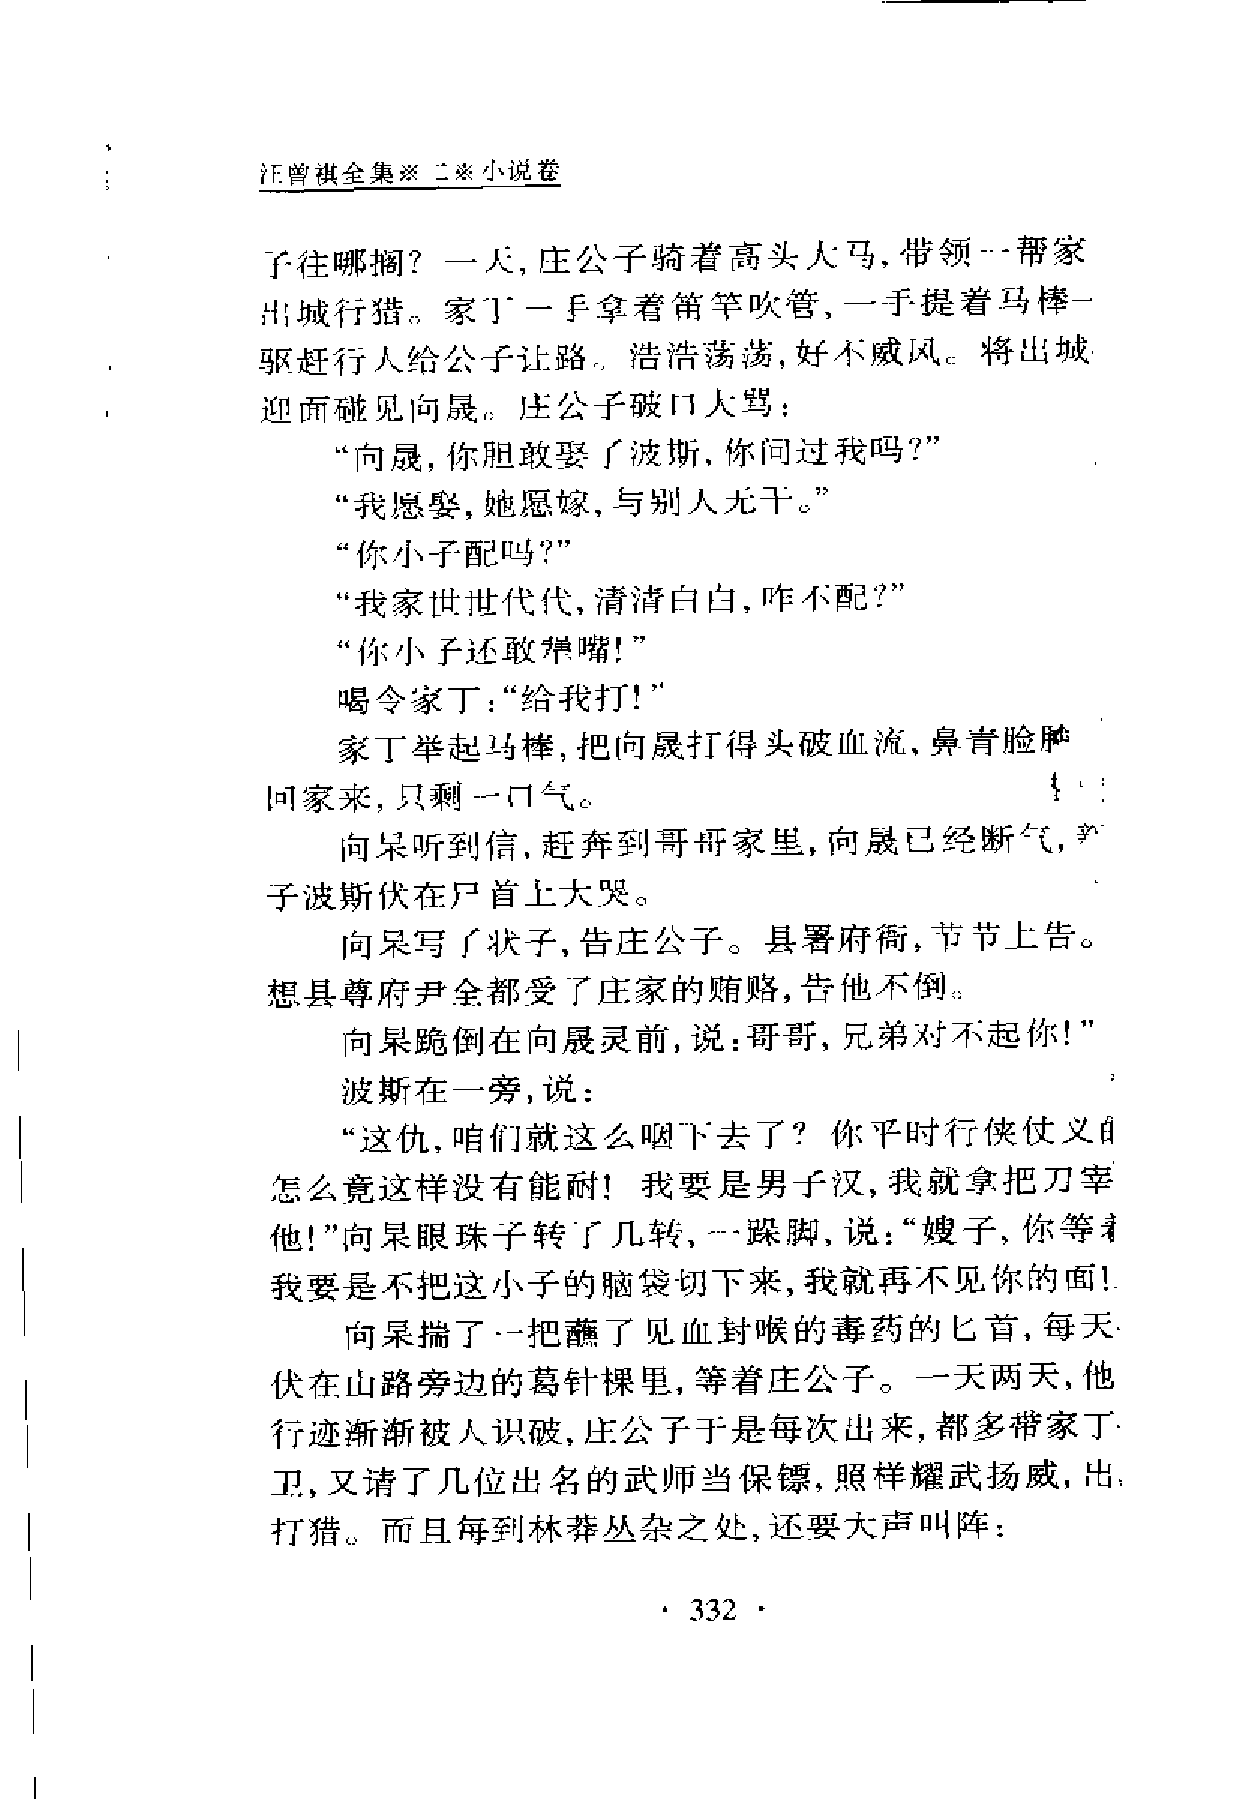 汪曾祺全集※二※小说卷
子往哪搁？一天，庄公子骑着高头大马，带领一帮家
出城行猎。家丁一手拿着笛竿吹管，一手提着马棒一
驱赶行人给公子让路。浩浩荡荡，好不威风。将出城
迎面碰见向晟。庄公子破口大骂：
“向晟，你胆敢娶了波斯，你问过我吗？”
“我愿娶，她愿嫁，与别人无干。”
“你小子配吗？”
“我家世世代代，清清白白，咋不配？”
“你小子还敢犟嘴！”
喝令家丁：“给我打！”
家丁举起马棒，把向晟打得头破血流，鼻青脸肿
回家来，只剩一口气。
向杲听到信，赶奔到哥哥家里，向晟已经断气，
子波斯伏在尸首上大哭。
向杲写了状子，告庄公子。县署府衙，节节上告。
想县尊府尹全都受了庄家的贿赂，告他不倒。
向杲跪倒在向晟灵前，说：哥哥，兄弟对不起你！”
波斯在一旁，说：
“这仇，咱们就这么咽下去了？你平时行侠仗义的
怎么竟这样没有能耐！我要是男子汉，我就拿把刀宰
他！”向杲眼珠子转了几转，一跺脚，说：“嫂子，你等着
我要是不把这小子的脑袋切下来，我就再不见你的面！
向杲揣了一把蘸了见血封喉的毒药的匕首，每天
伏在山路旁边的葛针棵里，等着庄公子。一天两天，他
行迹渐渐被人识破，庄公子于是每次出来，都多带家丁
卫，又请了几位出名的武师当保镖，照样耀武扬威，出
打猎。而且每到林莽丛杂之处，还要大声叫阵：
· 332 ·